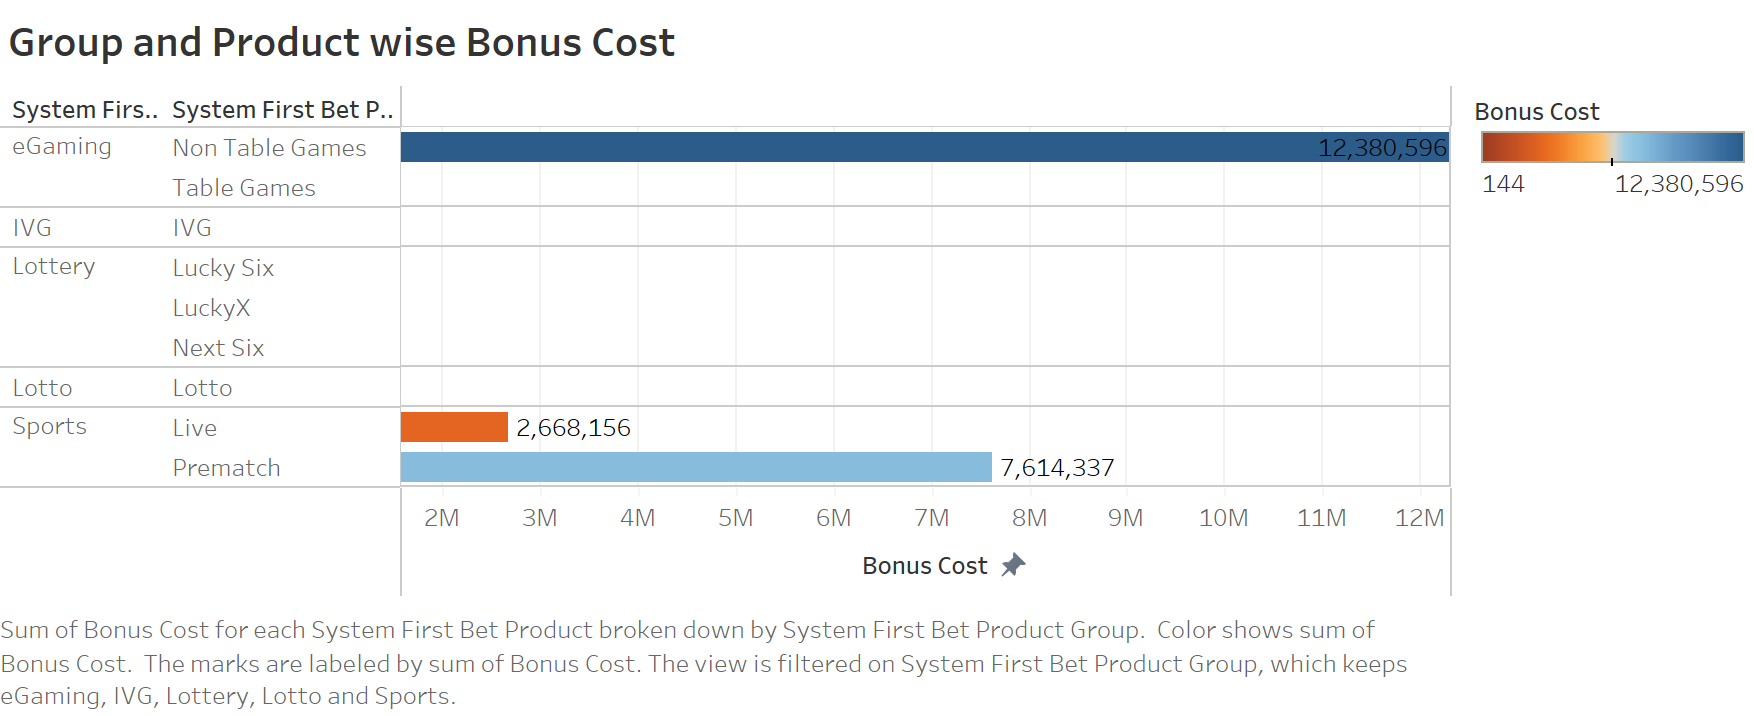 Group and Product wise Bonus Cost
System Firs.. System First Bet P..
Bonus Cost
eGaming Non Table Games 12,380,596
144 12,380,596
Table Games
IVG IVG
Lottery Lucky Six
LuckyX
Next Six
Lotto Lotto
Sports Live 2,668,156
Prematch 7,614,337
2M 3M 4M 5M 6M 7M 8M 9M 10M 11M 12M
Bonus Cost
Sum of Bonus Cost for each System First Bet Product broken down by System First Bet Product Group.  Color shows sum of
Bonus Cost.  The marks are labeled by sum of Bonus Cost. The view is filtered on System First Bet Product Group, which keeps
eGaming, IVG, Lottery, Lotto and Sports.